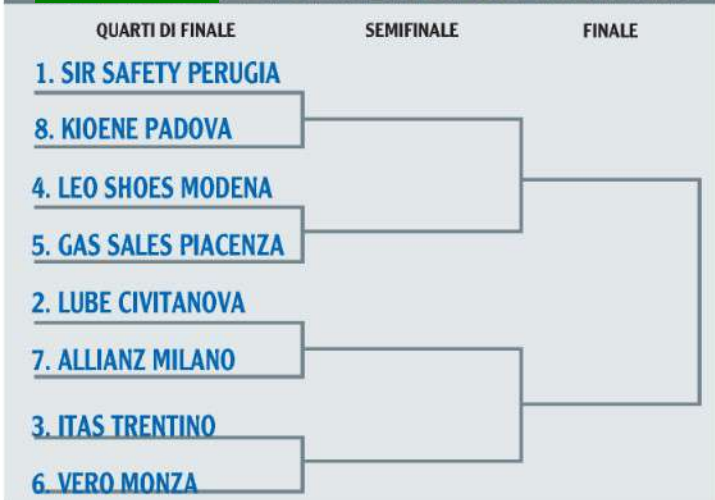 QUARTI DI FINALE SEMIFINALE FINALE
1. SIR SAFETY PERUGIA
8. KIOENE PADOVA
4. LEO SHOES MODENA
5. GAS SALES PIACENZA
2. LUBE CIVITANOVA
7. ALLIANZ MILANO
3. ITAS TRENTINO
6. VERO MONZA